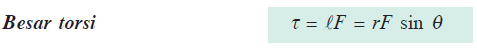 Besar torsi τ = ℓF = rF sin θ